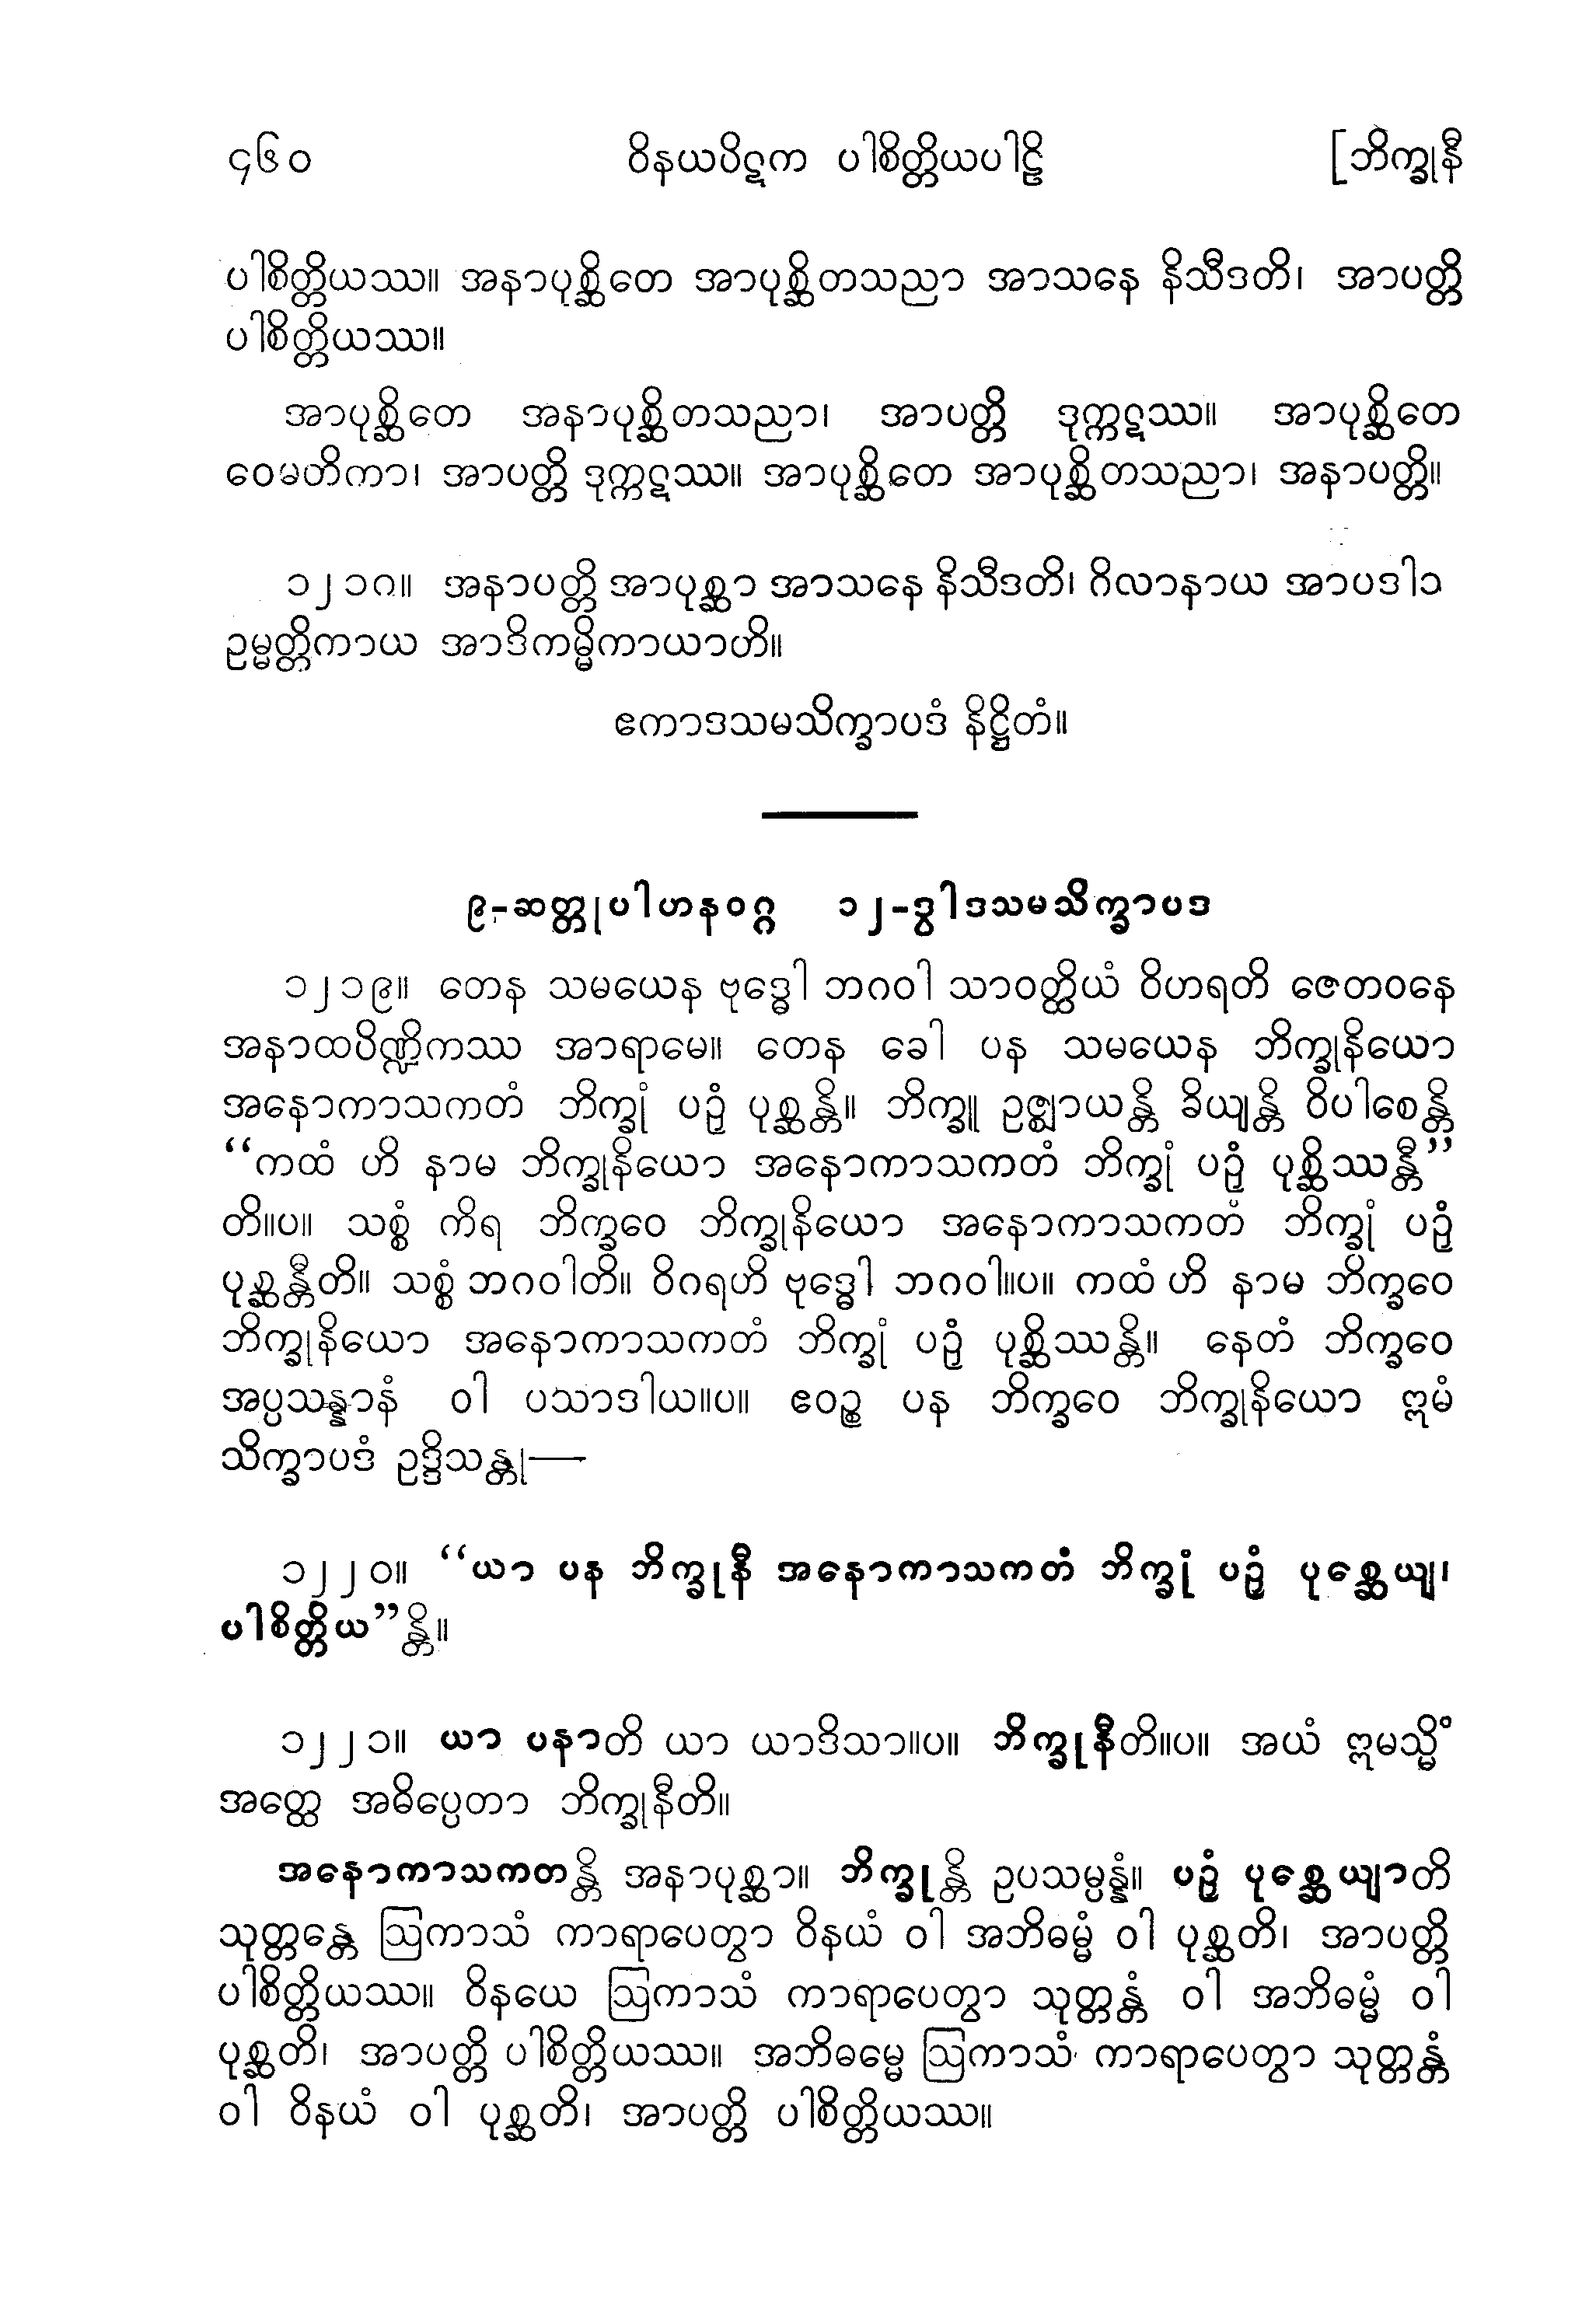 ၄၆၀ ဝိနယပိဋက ပါစိတ္တိယပါဠိ [ဘိက္ခုနီ
ပါစိတ္တိယဿ။ အနာပုစ္ဆိတေ အာပုစ္ဆိတသညာ အာသနေ နိသီဒတိ၊ အာပတ္တိ
ပါစိတ္တိယဿ။
အာပုစ္ဆိတေ အနာပုစ္ဆိတသညာ၊ အာပတ္တိ ဒုက္ကဋဿ။ အာပုစ္ဆိတေ
ဝေမတိကာ၊ အာပတ္တိ ဒုက္ကဋဿ။ အာပုစ္ဆိတေ အာပုစ္ဆိတသညာ၊ အနာပတ္တိ။
၁၂၁၈။ အနာပတ္တိ အာပုစ္ဆာ အာသနေ နိသီဒတိ၊ ဂိလာနာယ အာပဒါသု
ဥမ္မတ္တိကာယ အာဒိကမ္မိကာယာတိ။
ဧကာဒသမသိက္ခာပဒံ နိဋ္ဌိတံ။
၉-ဆတ္တုပါဟနဝဂ္ဂ ၁၂-ဒွါဒသမသိက္ခာပဒ
၁၂၁၉။ တေန သမယေန ဗုဒ္ဓေါ ဘဂဝါ သာဝတ္ထိယံ ဝိဟရတိ ဇေတဝနေ
အနာထပိဏ္ဍိကဿ အာရာမေ။ တေန ခေါ ပန သမယေန ဘိက္ခုနိယော
အနောကာသကတံ ဘိက္ခုံ ပဉှံ ပုစ္ဆန္တိ။ ဘိက္ခူ ဥဇ္ဈာယန္တိ ခိယျန္တိ ဝိပါစေန္တိ
“ကထံ ဟိ နာမ ဘိက္ခုနိယော အနောကာသကတံ ဘိက္ခုံ ပဉှံ ပုစ္ဆိဿန္တီ”
တိ။ပ။ သစ္စံ ကိရ ဘိက္ခဝေ ဘိက္ခုနိယော အနောကာသကတံ ဘိက္ခုံ ပဉှံ
ပုစ္ဆန္တီတိ။ သစ္စံ ဘဂဝါတိ။ ဝိဂရဟိ ဗုဒ္ဓေါ ဘဂဝါ။ပ။ ကထံ ဟိ နာမ ဘိက္ခဝေ
ဘိက္ခုနိယော အနောကာသကတံ ဘိက္ခုံ ပဉှံ ပုစ္ဆိဿန္တိ။ နေတံ ဘိက္ခဝေ
အပ္ပသန္နာနံ ဝါ ပသာဒါယ။ပ။ ဧဝဉ္စ ပန ဘိက္ခဝေ ဘိက္ခုနိယော ဣမံ
သိက္ခာပဒံ ဥဒ္ဒိသန္တု—
၁၂၂၀။ “ယာ ပန ဘိက္ခုနီ အနောကာသကတံ ဘိက္ခုံ ပဉှံ ပုစ္ဆေယျ၊
ပါစိတ္တိယ”န္တိ။
၁၂၂၁။ ယာ ပနာတိ ယာ ယာဒိသာ။ပ။ ဘိက္ခုနီတိ။ပ။ အယံ ဣမသ္မိံ
အတ္ထေ အဓိပ္ပေတာ ဘိက္ခုနီတိ။
အနောကာသကတန္တိ အနာပုစ္ဆာ။ ဘိက္ခုန္တိ ဥပသမ္ပန္နံ။ ပဉှံ ပုစ္ဆေယျာတိ
သုတ္တန္တေ ဩကာသံ ကာရာပေတွာ ဝိနယံ ဝါ အဘိဓမ္မံ ဝါ ပုစ္ဆတိ၊ အာပတ္တိ
ပါစိတ္တိယဿ။ ဝိနယေ ဩကာသံ ကာရာပေတွာ သုတ္တန္တံ ဝါ အဘိဓမ္မံ ဝါ
ပုစ္ဆတိ၊ အာပတ္တိ ပါစိတ္တိယဿ။ အဘိဓမ္မေ ဩကာသံ ကာရာပေတွာ သုတ္တန္တံ
ဝါ ဝိနယံ ဝါ ပုစ္ဆတိ၊ အာပတ္တိ ပါစိတ္တိယဿ။